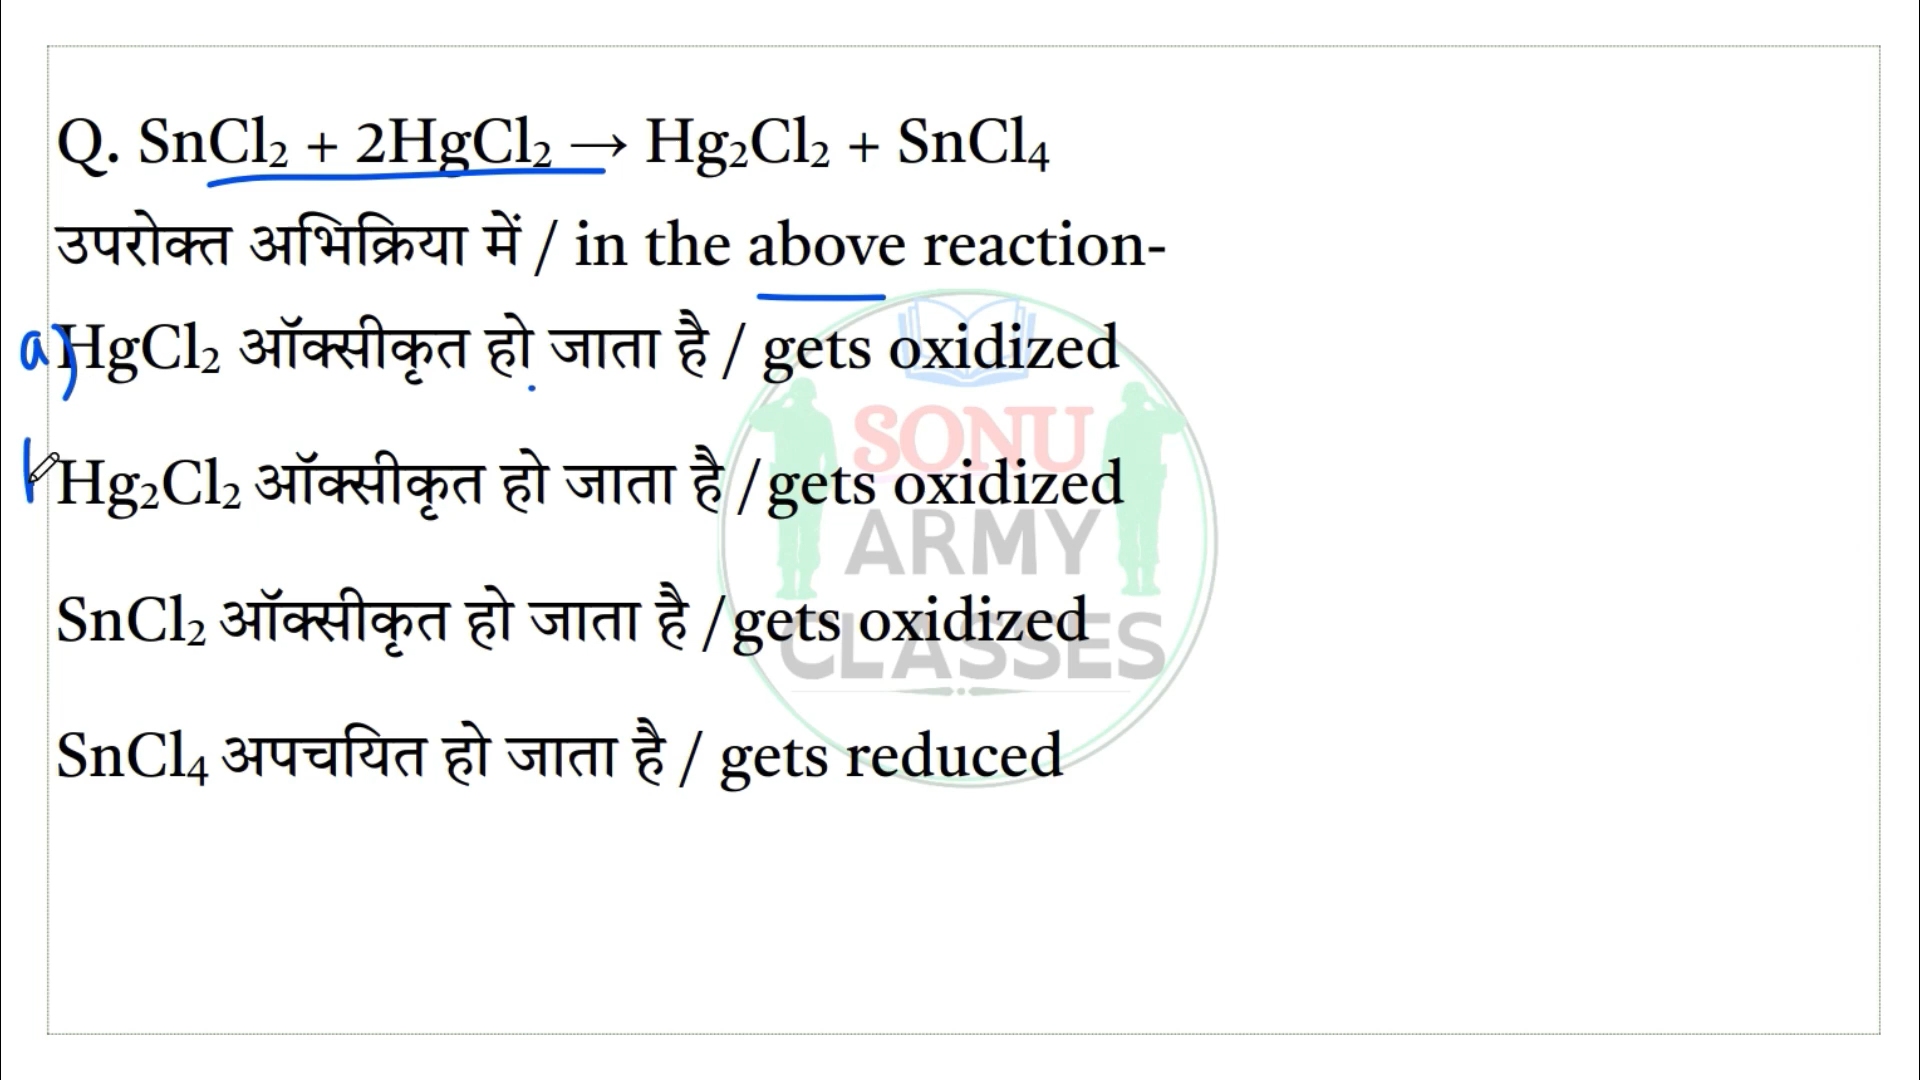 Q. SnCl₂ + 2HgCl₂ → Hg₂Cl₂ + SnCl₄
उपरोक्त अभिक्रिया में / in the above reaction-
a) HgCl₂ ऑक्सीकृत हो जाता है / gets oxidized
Hg₂Cl₂ ऑक्सीकृत हो जाता है / gets oxidized
SnCl₂ ऑक्सीकृत हो जाता है / gets oxidized
SnCl₄ अपचयित हो जाता है / gets reduced
SONU
ARMY
CLASSES